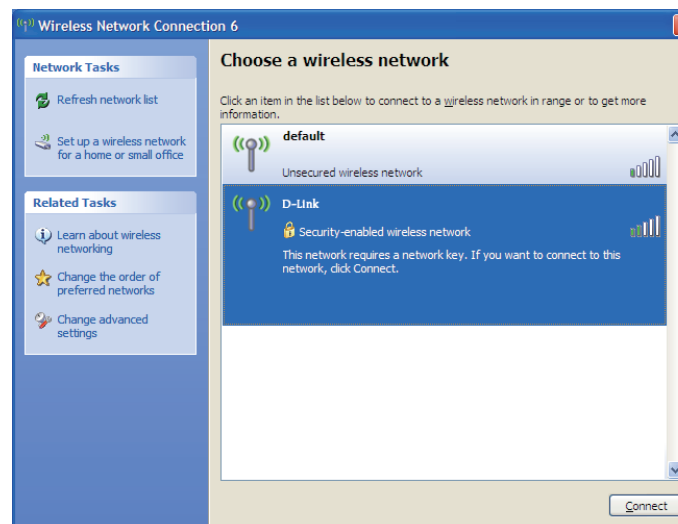 Wireless Network Connection 6
Network Tasks
Refresh network list
Set up a wireless network
for a home or small office
Related Tasks
Learn about wireless
networking
Change the order of
preferred networks
Change advanced
settings
Choose a wireless network
Click an item in the list below to connect to a wireless network in range or to get more
information.
default
Unsecured wireless network
D-Link
Security-enabled wireless network
This network requires a network key. If you want to connect to this
network, click Connect.
Connect